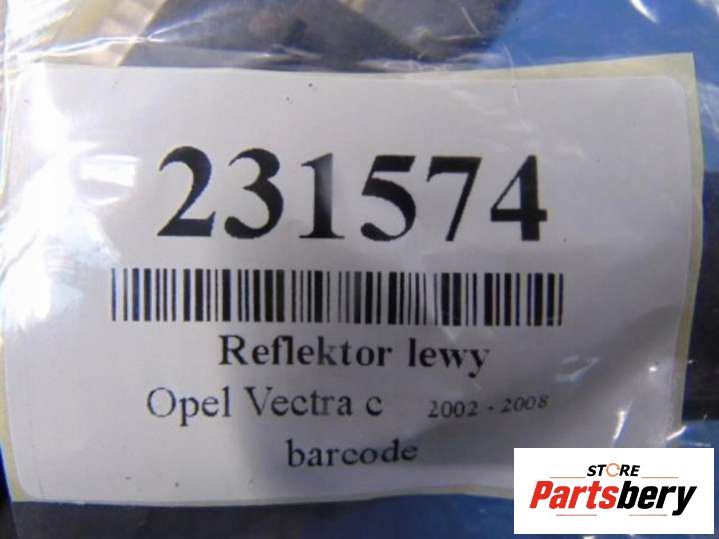 231574
Reflektor lewy
Opel Vectra c 2002 - 2008
barcode
STORE
Partsbery